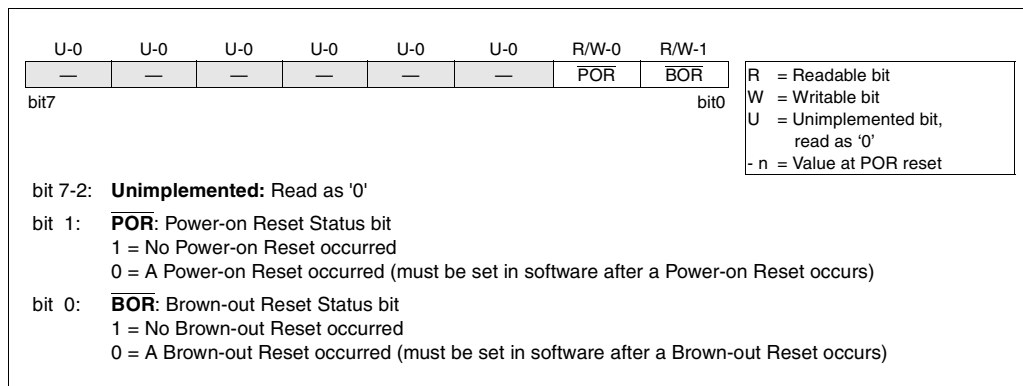 U-0 U-0 U-0 U-0 U-0 U-0 R/W-0 R/W-1
— — — — — — POR BOR
bit7 bit0
R = Readable bit
W = Writable bit
U = Unimplemented bit,
read as ‘0’
- n = Value at POR reset
bit 7-2: Unimplemented: Read as '0'
bit 1: POR: Power-on Reset Status bit
1 = No Power-on Reset occurred
0 = A Power-on Reset occurred (must be set in software after a Power-on Reset occurs)
bit 0: BOR: Brown-out Reset Status bit
1 = No Brown-out Reset occurred
0 = A Brown-out Reset occurred (must be set in software after a Brown-out Reset occurs)